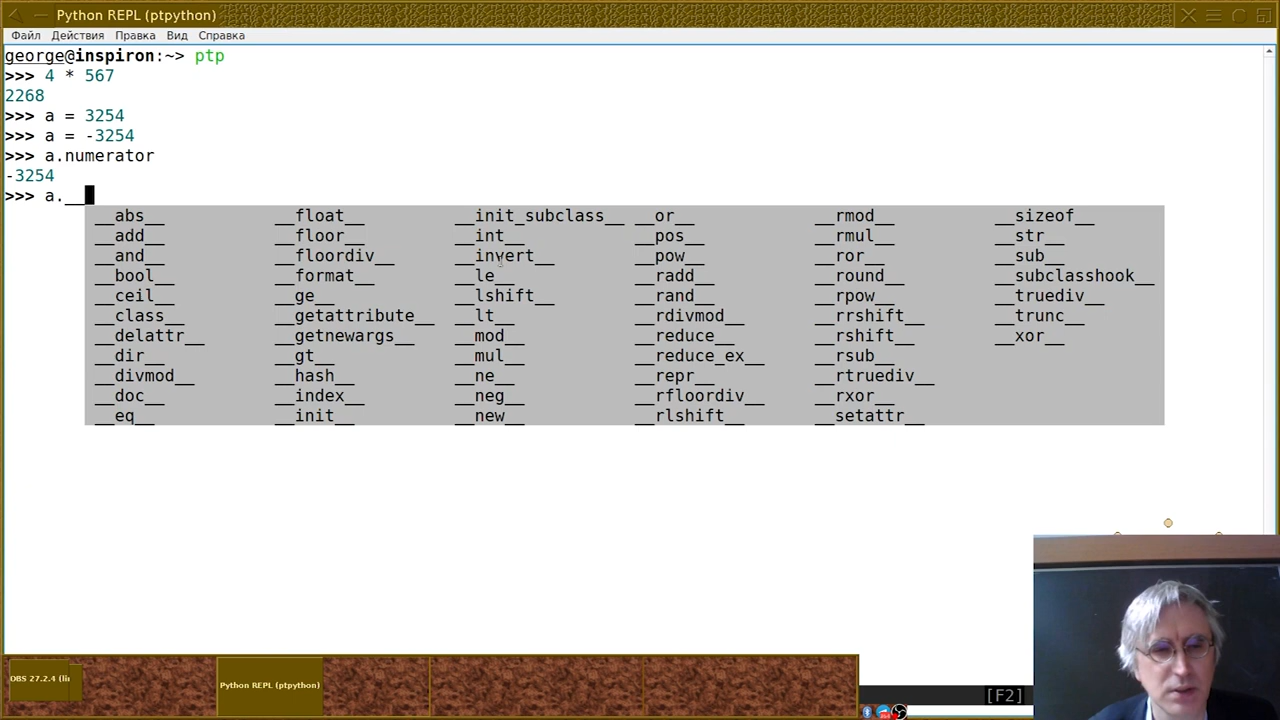 Python REPL (ptpython)
Файл Действия Правка Вид Справка
george@inspiron:~> ptp
>>> 4 * 567
2268
>>> a = 3254
>>> a = -3254
>>> a.numerator
-3254
>>> a.__
__abs__ __float__ __init_subclass__ __or__ __rmod__ __sizeof__
__add__ __floor__ __int__ __pos__ __rmul__ __str__
__and__ __floordiv__ __invert__ __pow__ __ror__ __sub__
__bool__ __format__ __le__ __radd__ __round__ __subclasshook__
__ceil__ __ge__ __lshift__ __rand__ __rpow__ __truediv__
__class__ __getattribute__ __lt__ __rdivmod__ __rrshift__ __trunc__
__delattr__ __getnewargs__ __mod__ __reduce__ __rshift__ __xor__
__dir__ __gt__ __mul__ __reduce_ex__ __rsub__
__divmod__ __hash__ __ne__ __repr__ __rtruediv__
__doc__ __index__ __neg__ __rfloordiv__ __rxor__
__eq__ __init__ __new__ __rlshift__ __setattr__
OBS 27.2.4 (lin
Python REPL (ptpython)
[F2]